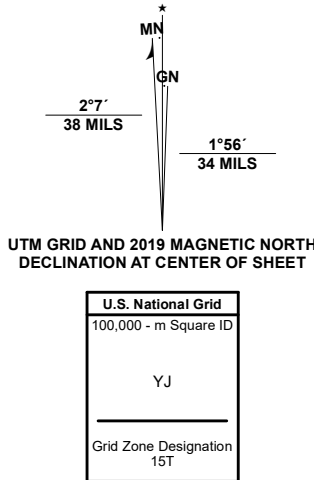 ★
MN
GN
2°7´
38 MILS
1°56´
34 MILS
UTM GRID AND 2019 MAGNETIC NORTH
DECLINATION AT CENTER OF SHEET
U.S. National Grid
100,000 - m Square ID
YJ
Grid Zone Designation
15T